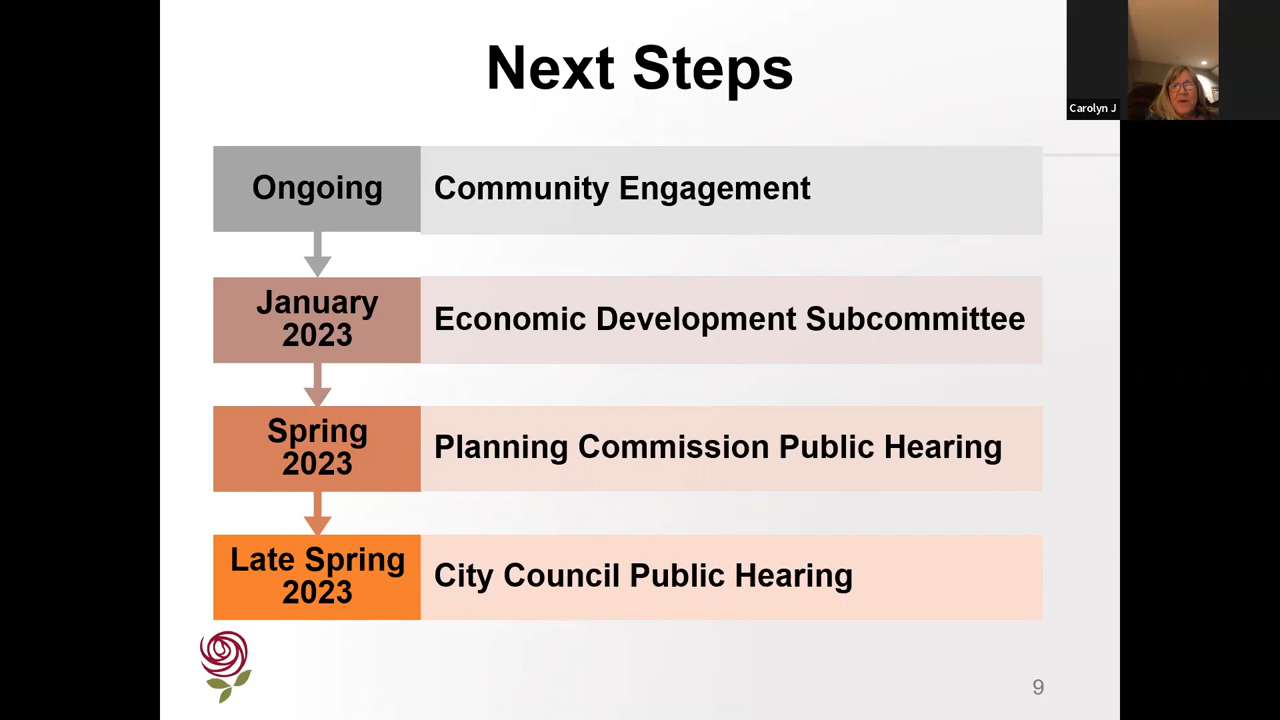 Next Steps
Carolyn J
Ongoing
Community Engagement
January
2023
Economic Development Subcommittee
Spring
2023
Planning Commission Public Hearing
Late Spring
2023
City Council Public Hearing
9